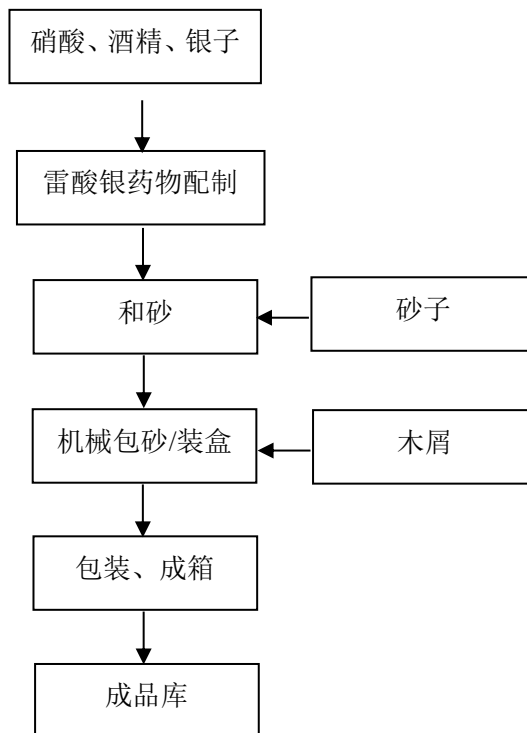 硝酸、酒精、银子
雷酸银药物配制
和砂
砂子
机械包砂/装盒
木屑
包装、成箱
成品库